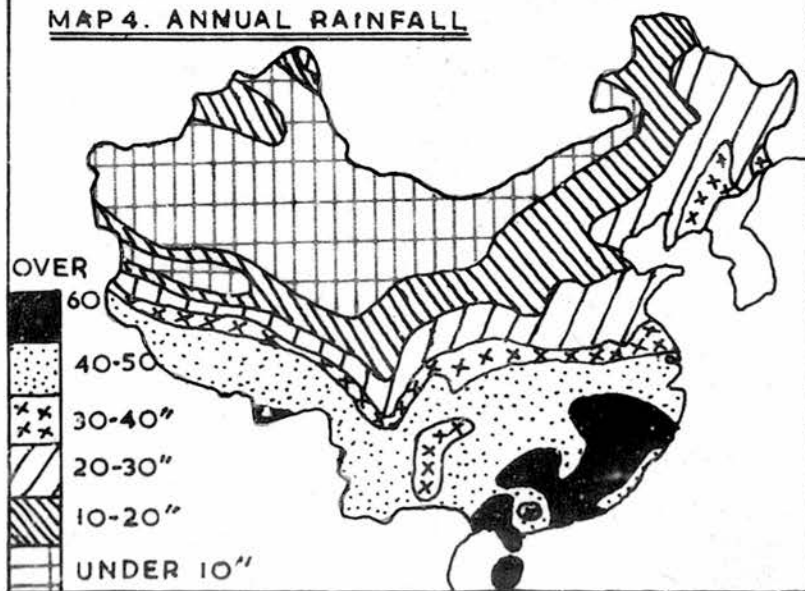 MAP 4. ANNUAL RAINFALL
OVER
60
40-50
30-40"
20-30"
10-20"
UNDER 10"